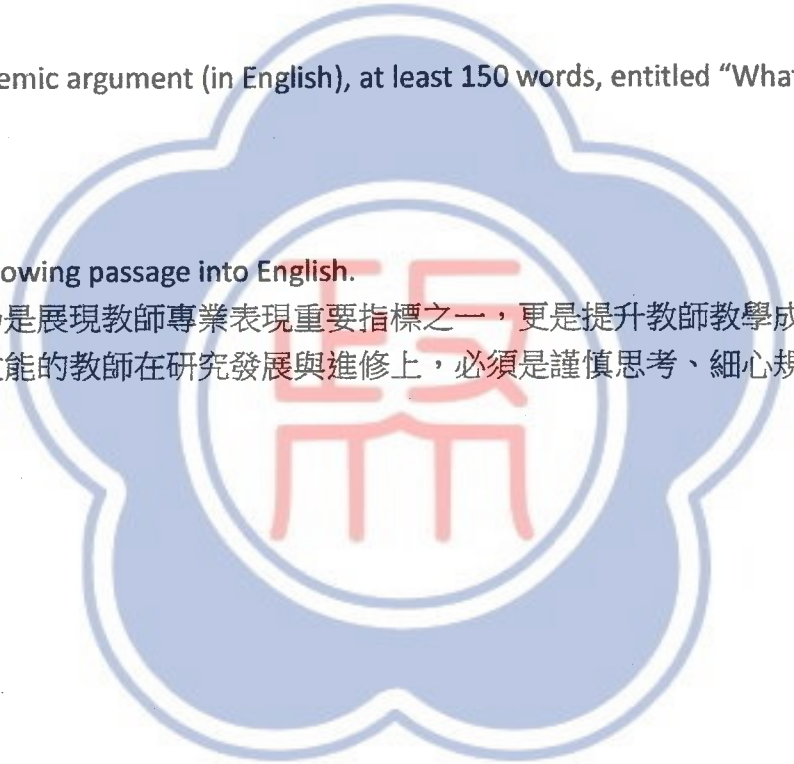 emic argument (in English), at least 150 words, entitled “What
owing passage into English.
是展現教師專業表現重要指標之一，更是提升教師教學成
能的教師在研究發展與進修上，必須是謹慎思考、細心規